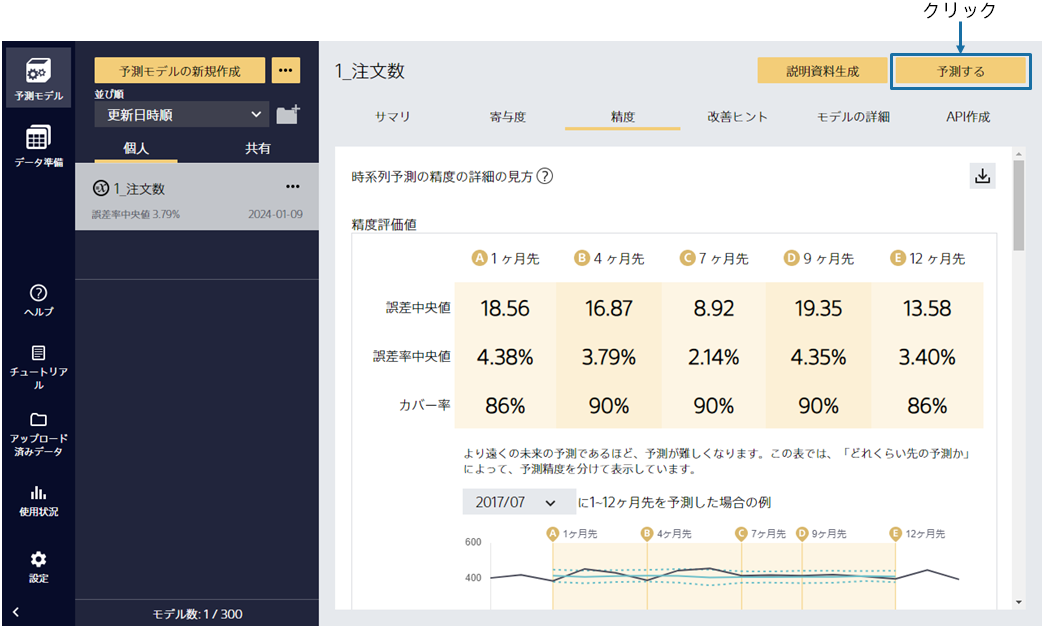 クリック
予測モデル
データ準備
ヘルプ
チュートリア
ル
アップロード
済みデータ
使用状況
設定
予測モデルの新規作成
並び順
更新日時順
個人
共有
1_注文数
誤差率中央値 3.79%
2024-01-09
モデル数: 1 / 300
1_注文数
説明資料生成
予測する
サマリ
寄与度
精度
改善ヒント
モデルの詳細
API作成
時系列予測の精度の詳細の見方 ?
精度評価値
A 1 ヶ月先 B 4 ヶ月先 C 7 ヶ月先 D 9 ヶ月先 E 12 ヶ月先
誤差中央値 18.56 16.87 8.92 19.35 13.58
誤差率中央値 4.38% 3.79% 2.14% 4.35% 3.40%
カバー率 86% 90% 90% 90% 86%
より遠くの未来の予測であるほど、予測が難しくなります。この表では、「どれくらい先の予測か」
によって、予測精度を分けて表示しています。
2017/07 に1~12ヶ月先を予測した場合の例
A 1ヶ月先 B 4ヶ月先 C 7ヶ月先 D 9ヶ月先 E 12ヶ月先
600
400